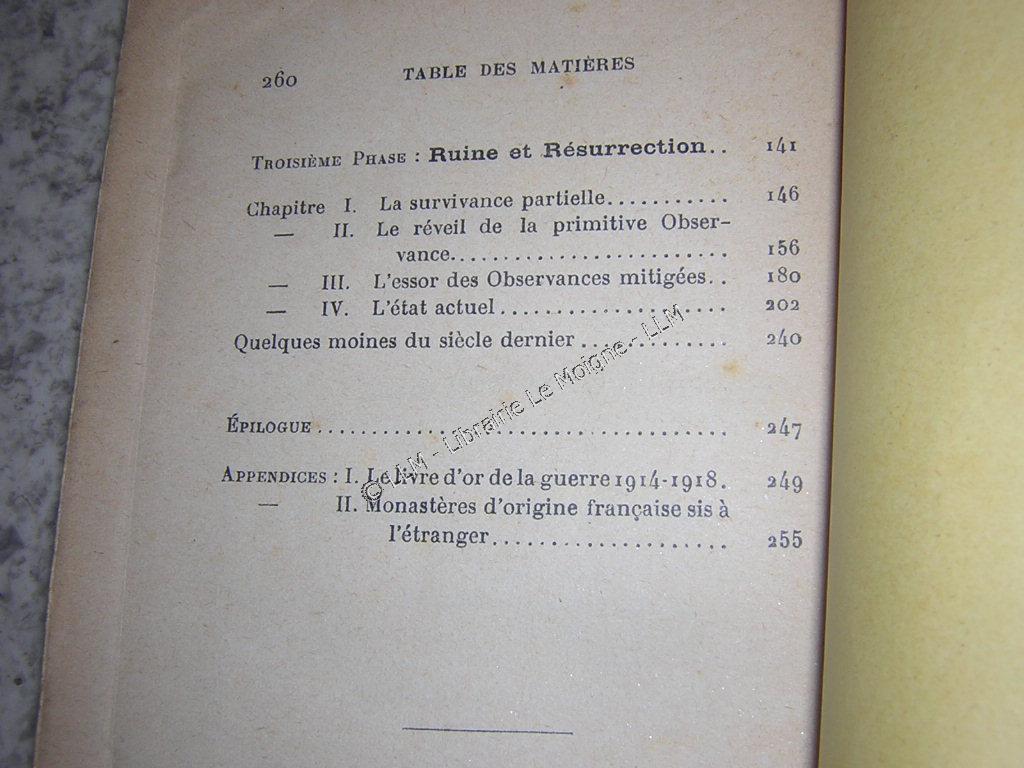 260 TABLE DES MATIÈRES
TROISIÈME PHASE : Ruine et Résurrection.. 141
Chapitre I. La survivance partielle........... 146
— II. Le réveil de la primitive Obser-
vance......................... 156
— III. L'essor des Observances mitigées.. 180
— IV. L'état actuel.................... 202
Quelques moines du siècle dernier............. 240
ÉPILOGUE.................................... 247
APPENDICES : I. Le livre d'or de la guerre 1914-1918. 249
— II. Monastères d'origine française sis à
l'étranger..................... 255
© LLM - Librairie Le Moigne - LLM